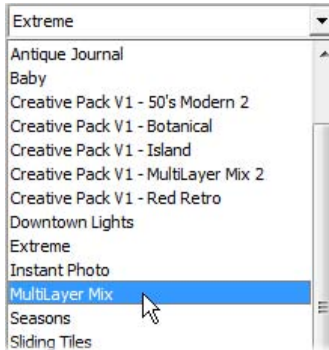 Extreme
Antique Journal
Baby
Creative Pack V1 - 50's Modern 2
Creative Pack V1 - Botanical
Creative Pack V1 - Island
Creative Pack V1 - MultiLayer Mix 2
Creative Pack V1 - Red Retro
Downtown Lights
Extreme
Instant Photo
MultiLayer Mix
Seasons
Sliding Tiles